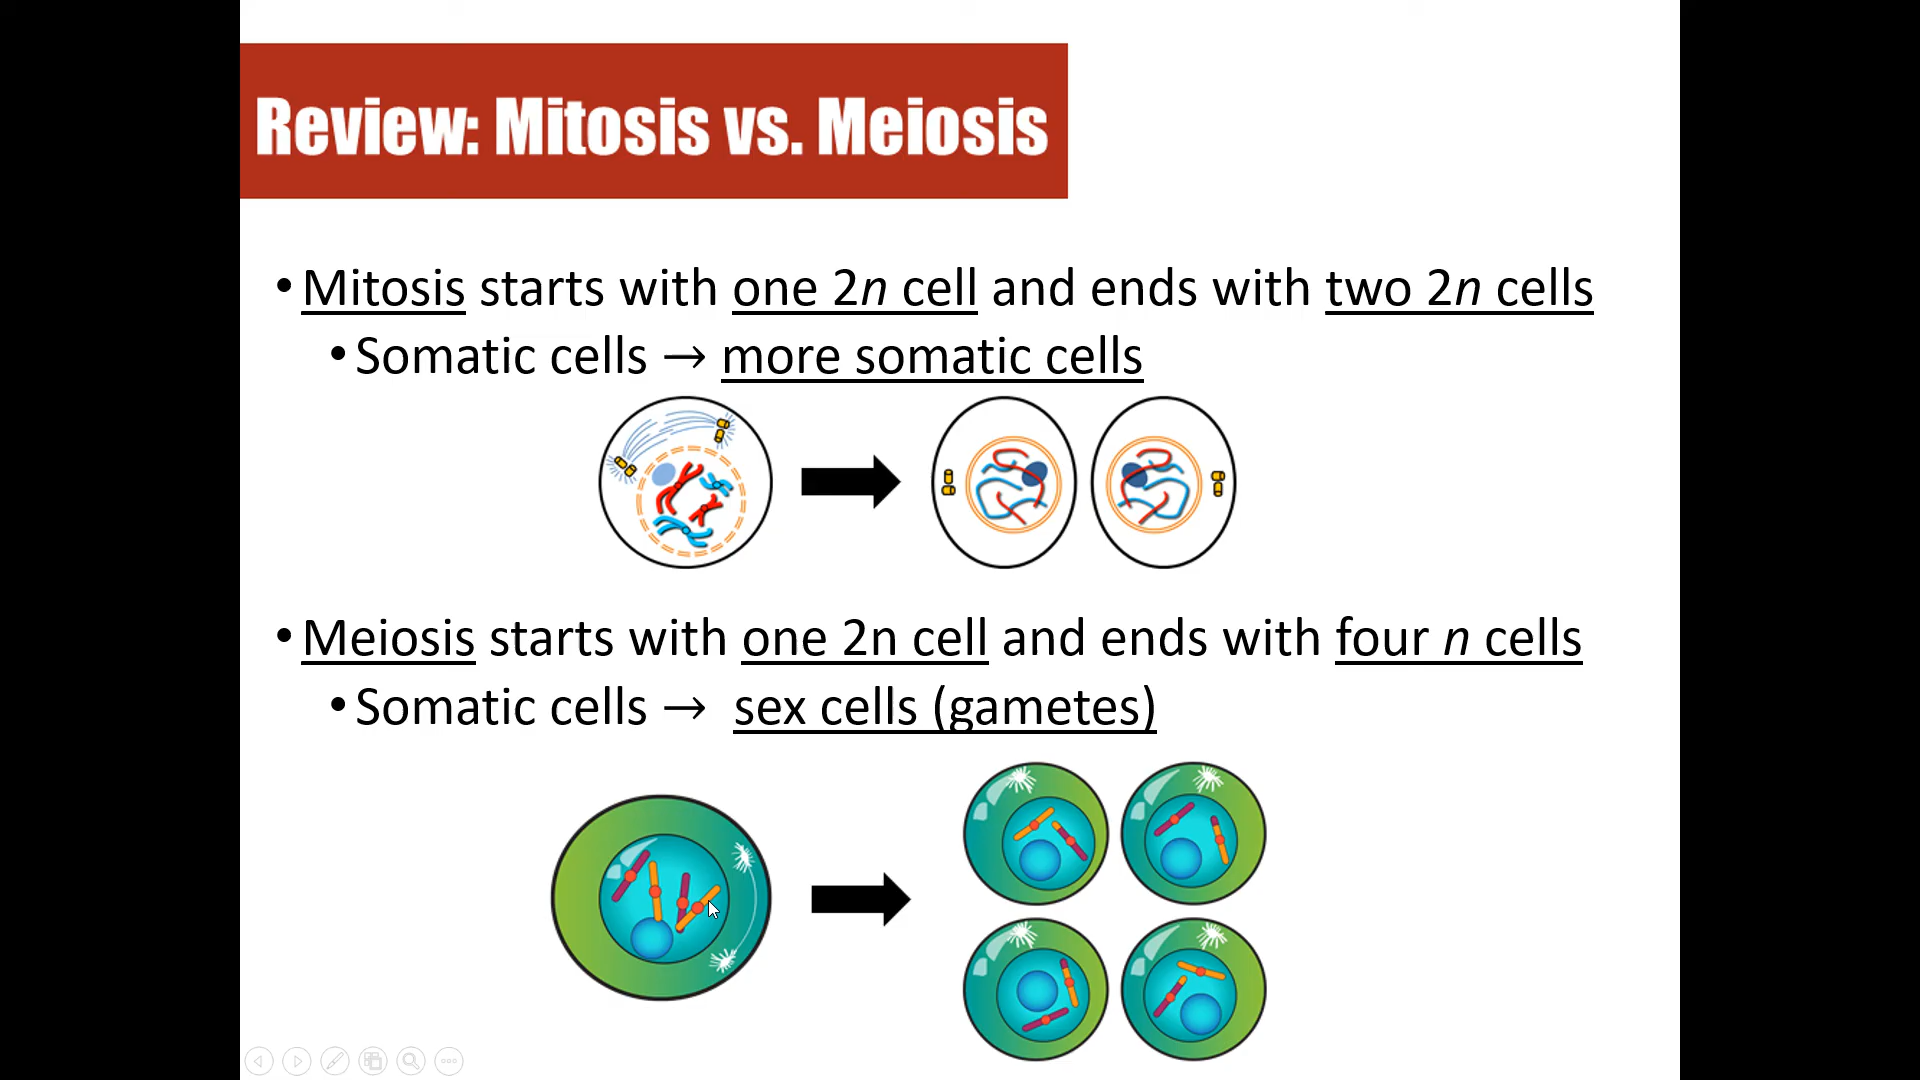 Review: Mitosis vs. Meiosis
• Mitosis starts with one 2n cell and ends with two 2n cells
• Somatic cells → more somatic cells
• Meiosis starts with one 2n cell and ends with four n cells
• Somatic cells → sex cells (gametes)